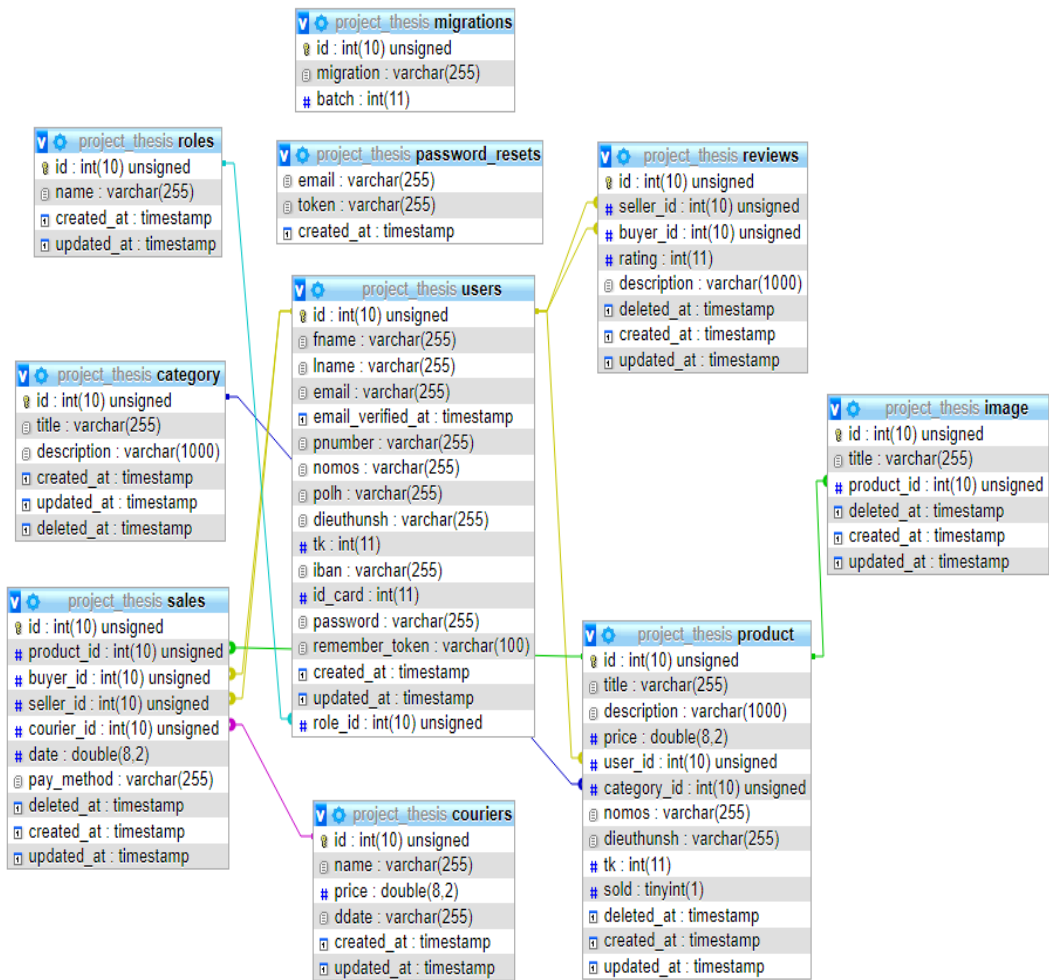 project_thesis migrations
id : int(10) unsigned
migration : varchar(255)
# batch : int(11)
project_thesis roles
id : int(10) unsigned
name : varchar(255)
created_at : timestamp
updated_at : timestamp
project_thesis password_resets
email : varchar(255)
token : varchar(255)
created_at : timestamp
project_thesis reviews
id : int(10) unsigned
# seller_id : int(10) unsigned
# buyer_id : int(10) unsigned
# rating : int(11)
description : varchar(1000)
deleted_at : timestamp
created_at : timestamp
updated_at : timestamp
project_thesis users
id : int(10) unsigned
fname : varchar(255)
lname : varchar(255)
email : varchar(255)
email_verified_at : timestamp
pnumber : varchar(255)
nomos : varchar(255)
polh : varchar(255)
dieuthunsh : varchar(255)
# tk : int(11)
iban : varchar(255)
# id_card : int(11)
password : varchar(255)
remember_token : varchar(100)
created_at : timestamp
updated_at : timestamp
# role_id : int(10) unsigned
project_thesis category
id : int(10) unsigned
title : varchar(255)
description : varchar(1000)
created_at : timestamp
updated_at : timestamp
deleted_at : timestamp
project_thesis image
id : int(10) unsigned
title : varchar(255)
# product_id : int(10) unsigned
deleted_at : timestamp
created_at : timestamp
updated_at : timestamp
project_thesis sales
id : int(10) unsigned
# product_id : int(10) unsigned
# buyer_id : int(10) unsigned
# seller_id : int(10) unsigned
# courier_id : int(10) unsigned
# date : double(8,2)
pay_method : varchar(255)
deleted_at : timestamp
created_at : timestamp
updated_at : timestamp
project_thesis product
id : int(10) unsigned
title : varchar(255)
description : varchar(1000)
# price : double(8,2)
# user_id : int(10) unsigned
# category_id : int(10) unsigned
nomos : varchar(255)
dieuthunsh : varchar(255)
# tk : int(11)
# sold : tinyint(1)
deleted_at : timestamp
created_at : timestamp
updated_at : timestamp
project_thesis couriers
id : int(10) unsigned
name : varchar(255)
# price : double(8,2)
ddate : varchar(255)
created_at : timestamp
updated_at : timestamp